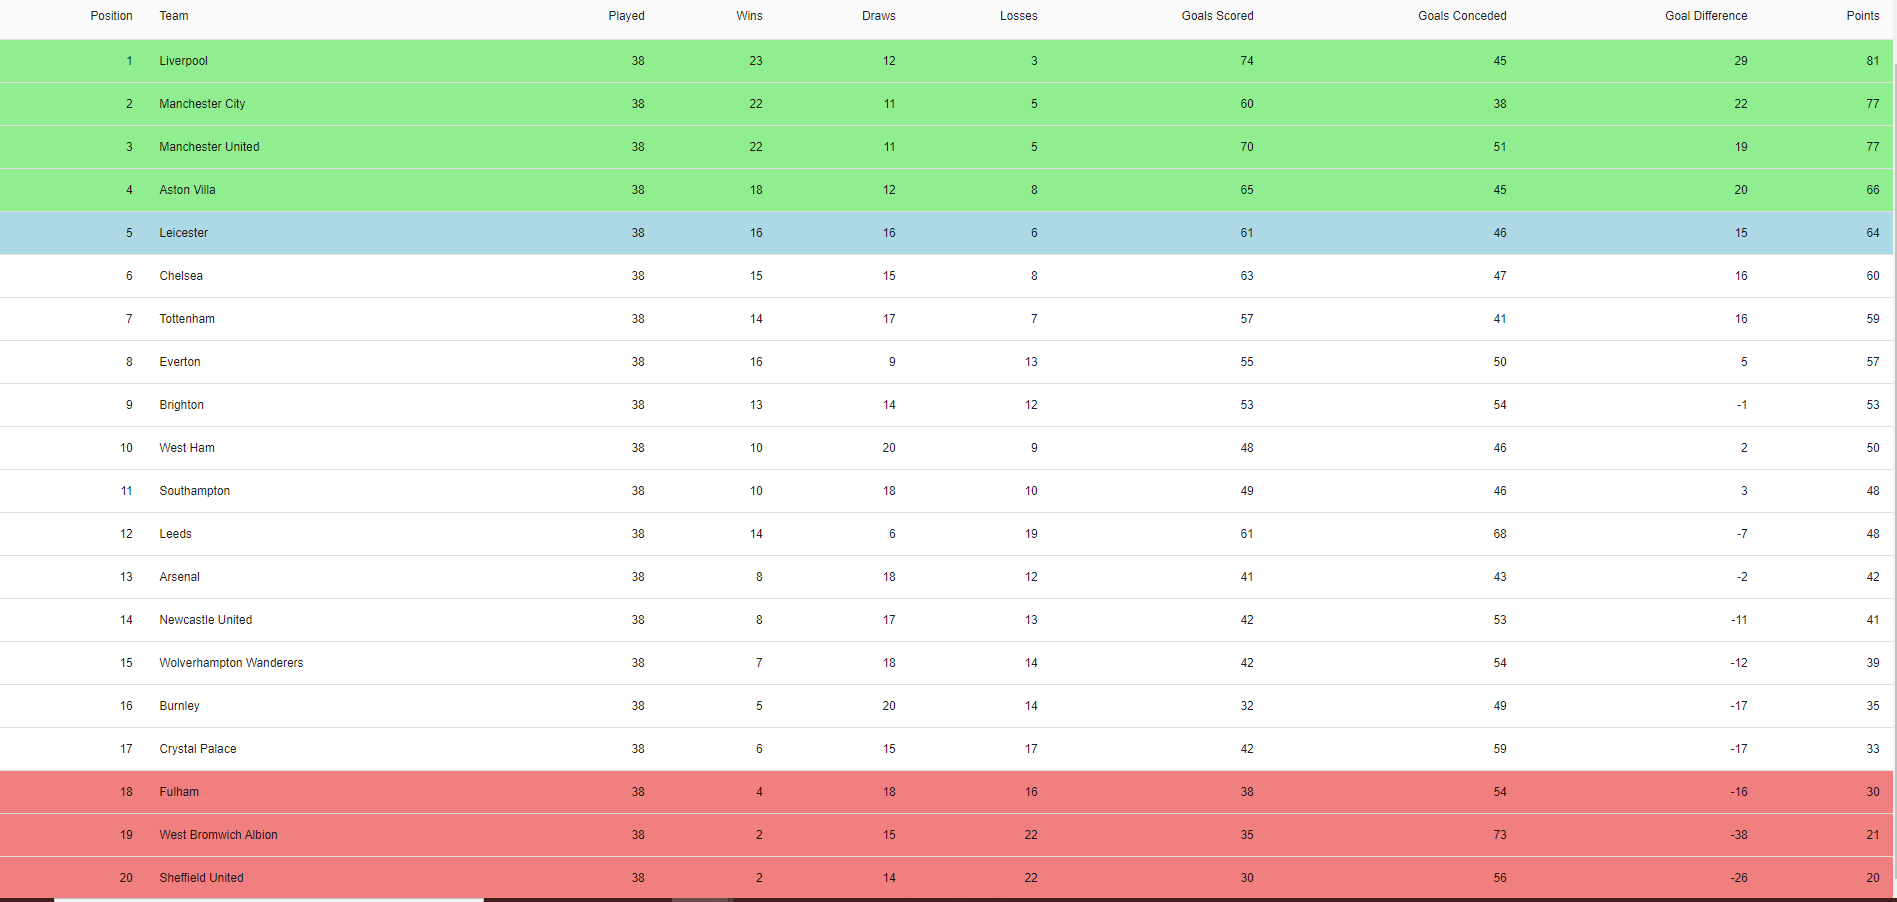 Position Team Played Wins Draws Losses Goals Scored Goals Conceded Goal Difference Points
1 Liverpool 38 23 12 3 74 45 29 81
2 Manchester City 38 22 11 5 60 38 22 77
3 Manchester United 38 22 11 5 70 51 19 77
4 Aston Villa 38 18 12 8 65 45 20 66
5 Leicester 38 16 16 6 61 46 15 64
6 Chelsea 38 15 15 8 63 47 16 60
7 Tottenham 38 14 17 7 57 41 16 59
8 Everton 38 16 9 13 55 50 5 57
9 Brighton 38 13 14 12 53 54 -1 53
10 West Ham 38 10 20 9 48 46 2 50
11 Southampton 38 10 18 10 49 46 3 48
12 Leeds 38 14 6 19 61 68 -7 48
13 Arsenal 38 8 18 12 41 43 -2 42
14 Newcastle United 38 8 17 13 42 53 -11 41
15 Wolverhampton Wanderers 38 7 18 14 42 54 -12 39
16 Burnley 38 5 20 14 32 49 -17 35
17 Crystal Palace 38 6 15 17 42 59 -17 33
18 Fulham 38 4 18 16 38 54 -16 30
19 West Bromwich Albion 38 2 15 22 35 73 -38 21
20 Sheffield United 38 2 14 22 30 56 -26 20